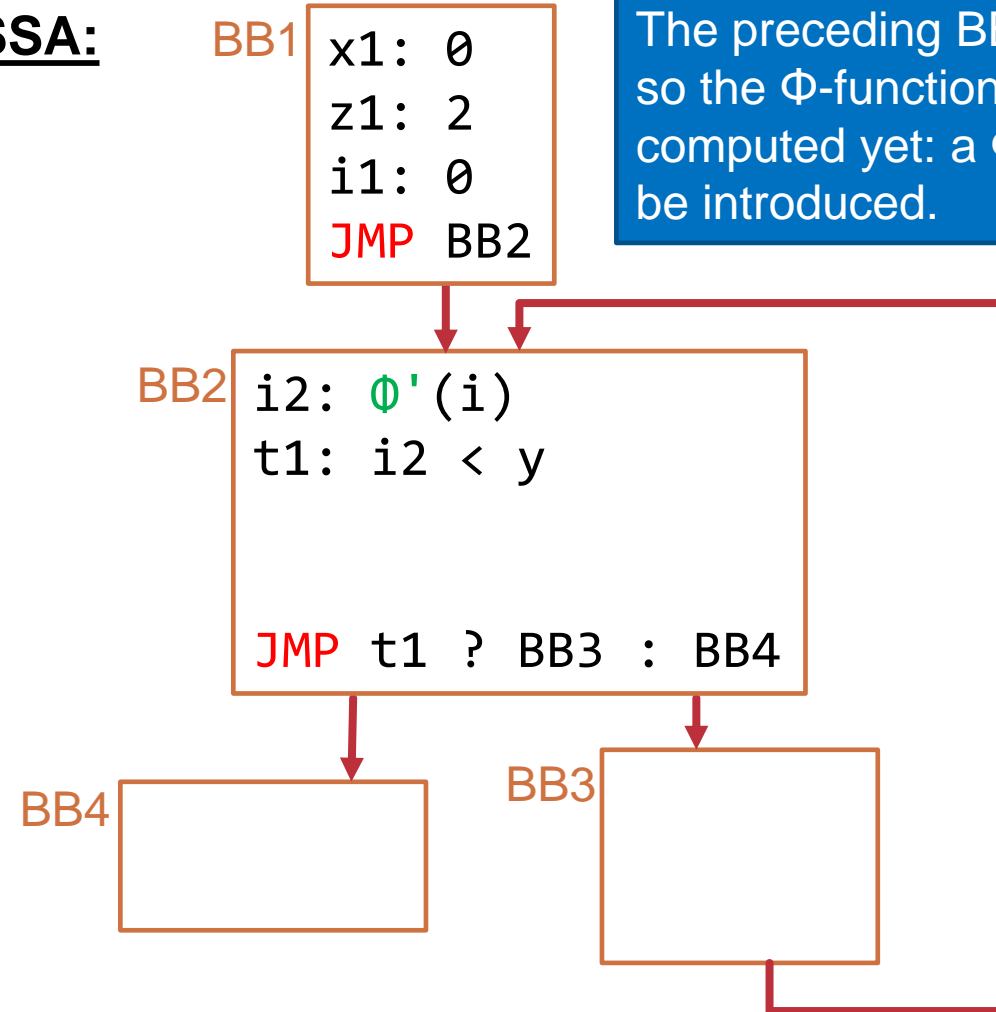 SSA:
BB1
x1: 0
z1: 2
i1: 0
JMP BB2
The preceding
so the Φ-function
computed yet: a
be introduced.
BB2
i2: Φ'(i)
t1: i2 < y
JMP t1 ? BB3 : BB4
BB4
BB3